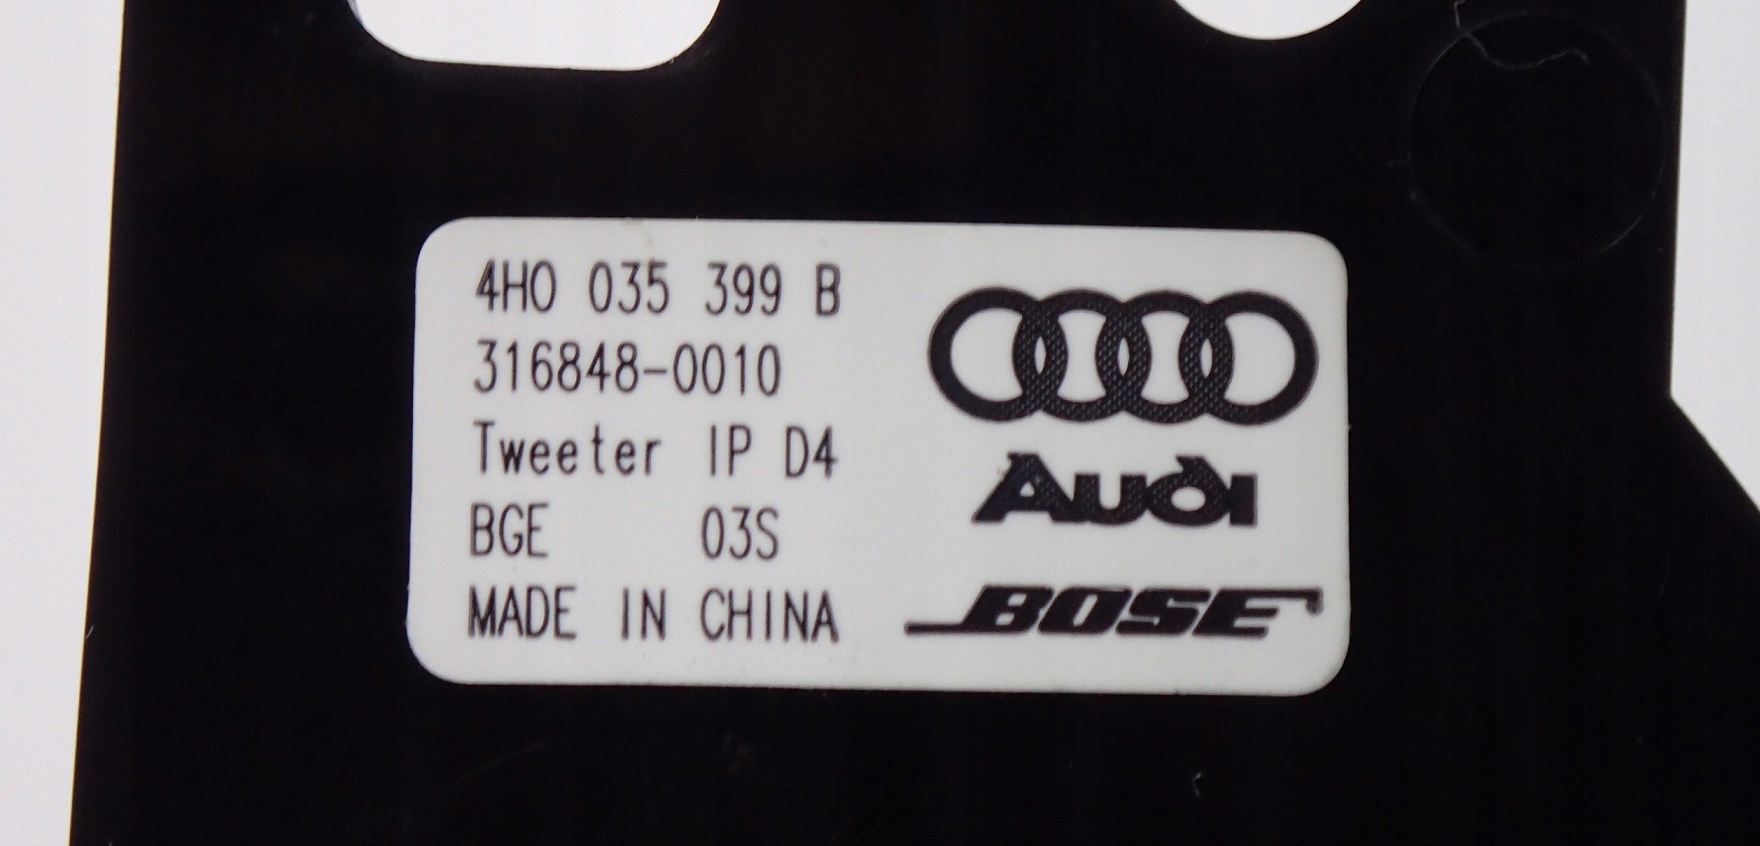 4H0 035 399 B
316848-0010
Tweeter IP D4
BGE 03S
MADE IN CHINA
Audi
BOSE